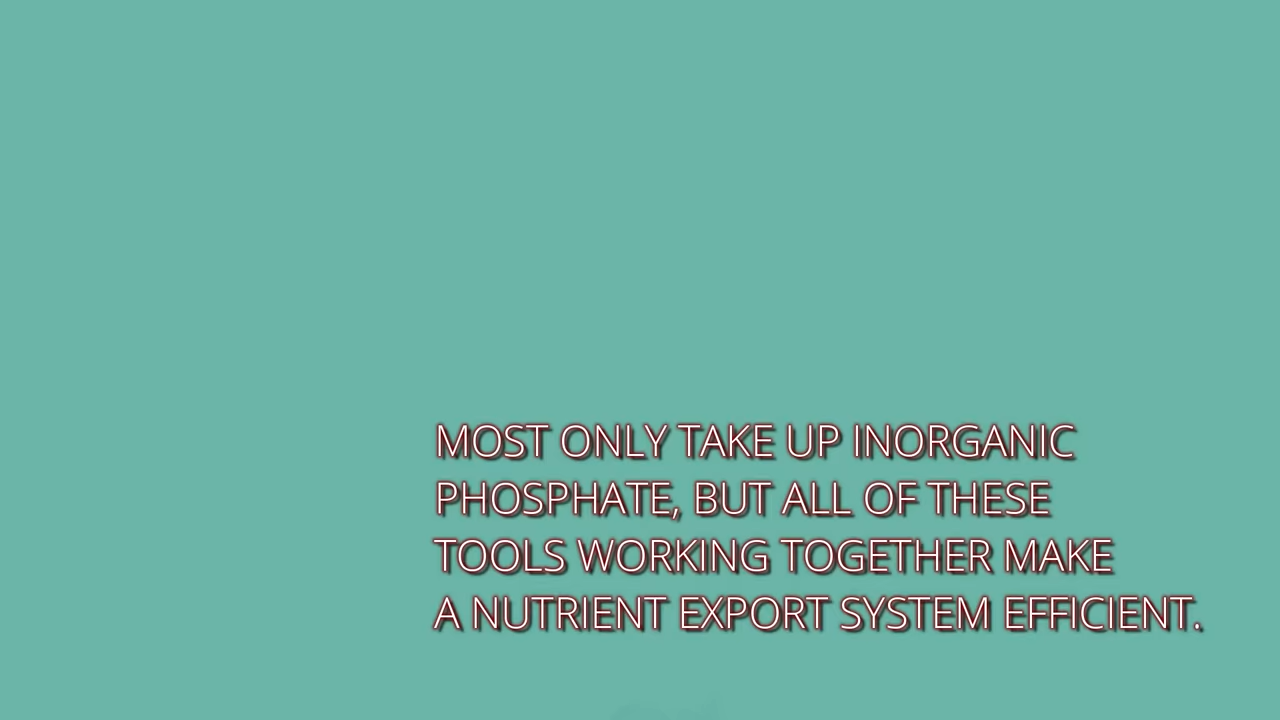 MOST ONLY TAKE UP INORGANIC
PHOSPHATE, BUT ALL OF THESE
TOOLS WORKING TOGETHER MAKE
A NUTRIENT EXPORT SYSTEM EFFICIENT.